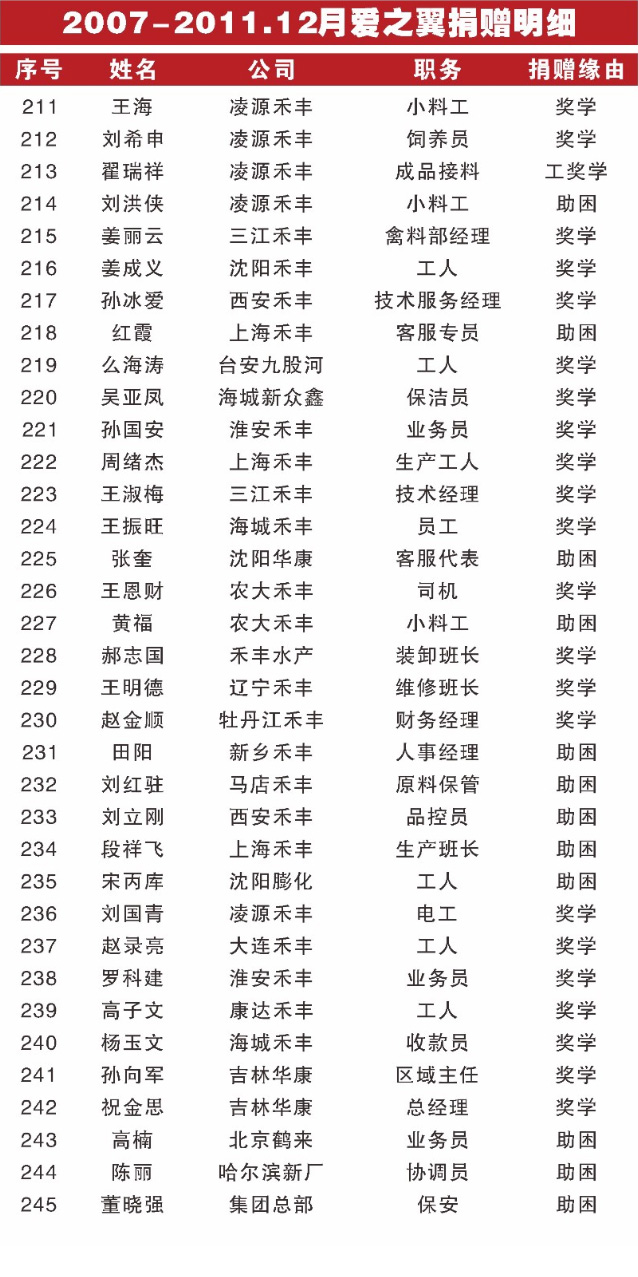 2007-2011.12月爱之翼捐赠明细
序号 姓名 公司 职务 捐赠缘由
211 王海 凌源禾丰 小料工 奖学
212 刘希申 凌源禾丰 饲养员 奖学
213 翟瑞祥 凌源禾丰 成品接料 工奖学
214 刘洪侠 凌源禾丰 小料工 助困
215 姜丽云 三江禾丰 禽料部经理 奖学
216 姜成义 沈阳禾丰 工人 奖学
217 孙冰爱 西安禾丰 技术服务经理 奖学
218 红霞 上海禾丰 客服专员 助困
219 么海涛 台安九股河 工人 奖学
220 吴亚凤 海城新众鑫 保洁员 奖学
221 孙国安 淮安禾丰 业务员 奖学
222 周绪杰 上海禾丰 生产工人 奖学
223 王淑梅 三江禾丰 技术经理 奖学
224 王振旺 海城禾丰 员工 奖学
225 张奎 沈阳华康 客服代表 助困
226 王恩财 农大禾丰 司机 奖学
227 黄福 农大禾丰 小料工 助困
228 郝志国 禾丰水产 装卸班长 奖学
229 王明德 辽宁禾丰 维修班长 奖学
230 赵金顺 牡丹江禾丰 财务经理 奖学
231 田阳 新乡禾丰 人事经理 助困
232 刘红驻 马店禾丰 原料保管 助困
233 刘立刚 西安禾丰 品控员 助困
234 段祥飞 上海禾丰 生产班长 助困
235 宋丙库 沈阳膨化 工人 助困
236 刘国青 凌源禾丰 电工 奖学
237 赵录亮 大连禾丰 工人 奖学
238 罗科建 淮安禾丰 业务员 奖学
239 高子文 康达禾丰 工人 奖学
240 杨玉文 海城禾丰 收款员 奖学
241 孙向军 吉林华康 区域主任 奖学
242 祝金思 吉林华康 总经理 奖学
243 高楠 北京鹤来 业务员 助困
244 陈丽 哈尔滨新厂 协调员 助困
245 董晓强 集团总部 保安 助困